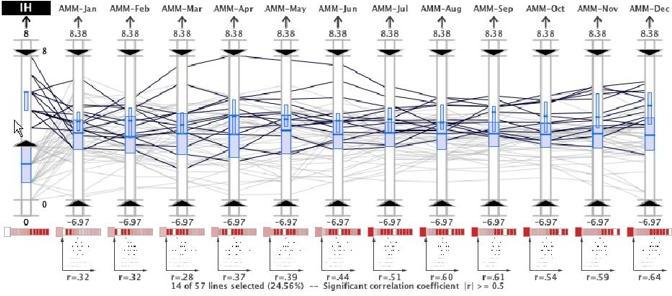 IH AMM-Jan AMM-Feb AMM-Mar AMM-Apr AMM-May AMM-Jun AMM-Jul AMM-Aug AMM-Sep AMM-Oct AMM-Nov AMM-Dec
8 8.38 8.38 8.38 8.38 8.38 8.38 8.38 8.38 8.38 8.38 8.38 8.38
8
0
0 -6.97 -6.97 -6.97 -6.97 -6.97 -6.97 -6.97 -6.97 -6.97 -6.97 -6.97 -6.97
r=.32 r=.32 r=.28 r=.37 r=.39 r=.44 r=.51 r=.60 r=.61 r=.54 r=.59 r=.64
14 of 57 lines selected (24.56%) -- Significant correlation coefficient |r| >= 0.5